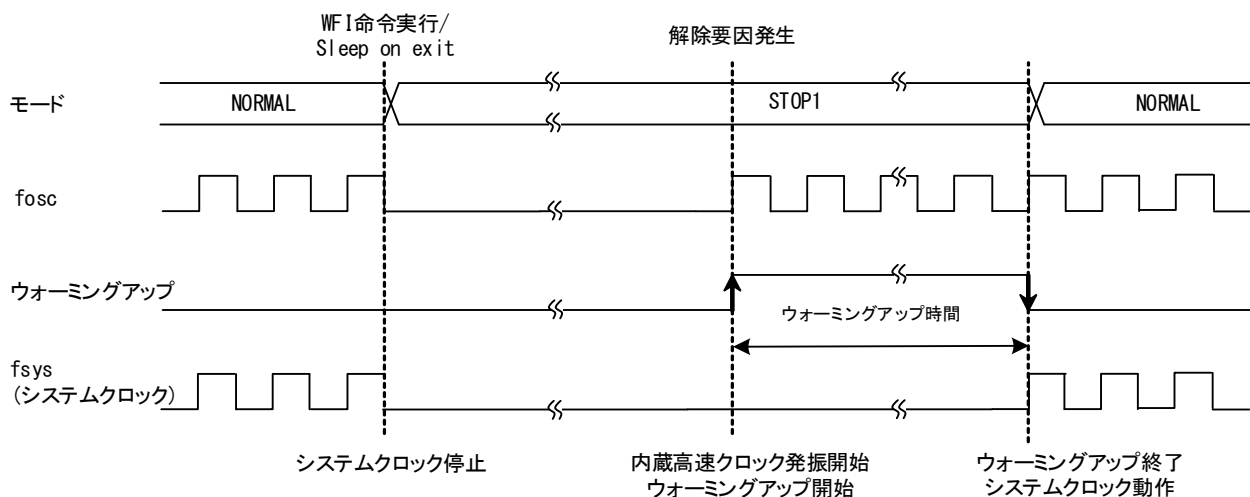 WFI命令実行/
Sleep on exit
解除要因発生
モード
NORMAL
STOP1
NORMAL
fosc
ウォーミングアップ
ウォーミングアップ時間
fsys
(システムクロック)
システムクロック停止
内蔵高速クロック発振開始
ウォーミングアップ開始
ウォーミングアップ終了
システムクロック動作